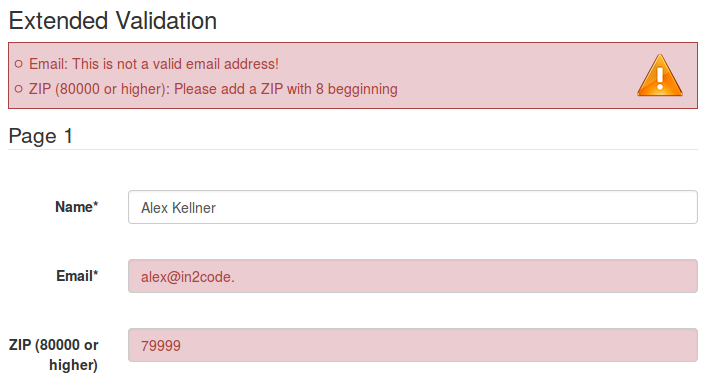 Extended Validation
Email: This is not a valid email address!
ZIP (80000 or higher): Please add a ZIP with 8 begginning
Page 1
Name*
Alex Kellner
Email*
alex@in2code.
ZIP (80000 or
higher)
79999